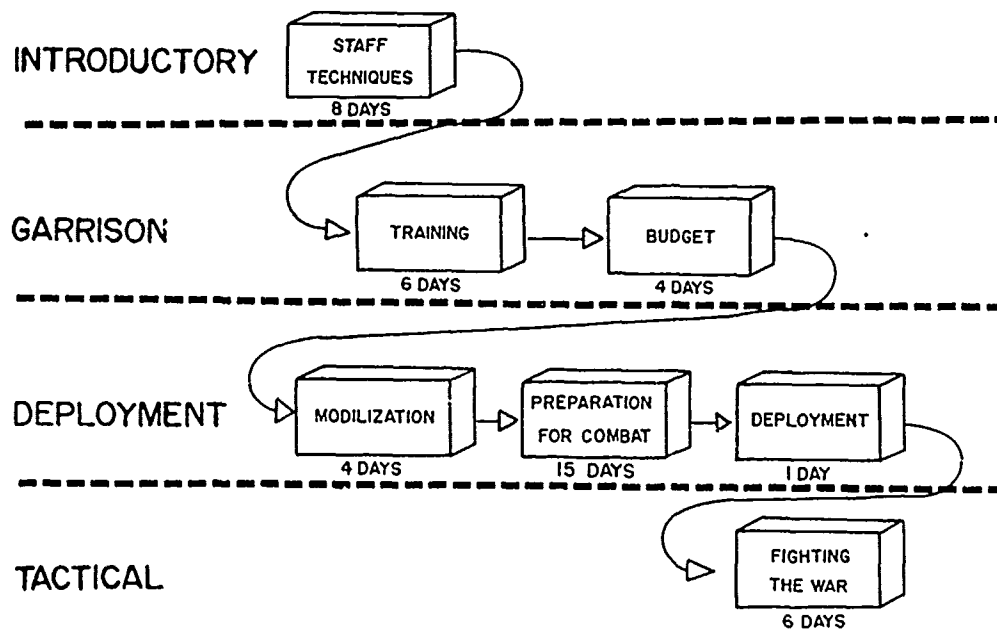 INTRODUCTORY
STAFF
TECHNIQUES
8 DAYS
GARRISON
TRAINING
6 DAYS
BUDGET
4 DAYS
DEPLOYMENT
MODILIZATION
4 DAYS
PREPARATION
FOR COMBAT
15 DAYS
DEPLOYMENT
1 DAY
TACTICAL
FIGHTING
THE WAR
6 DAYS